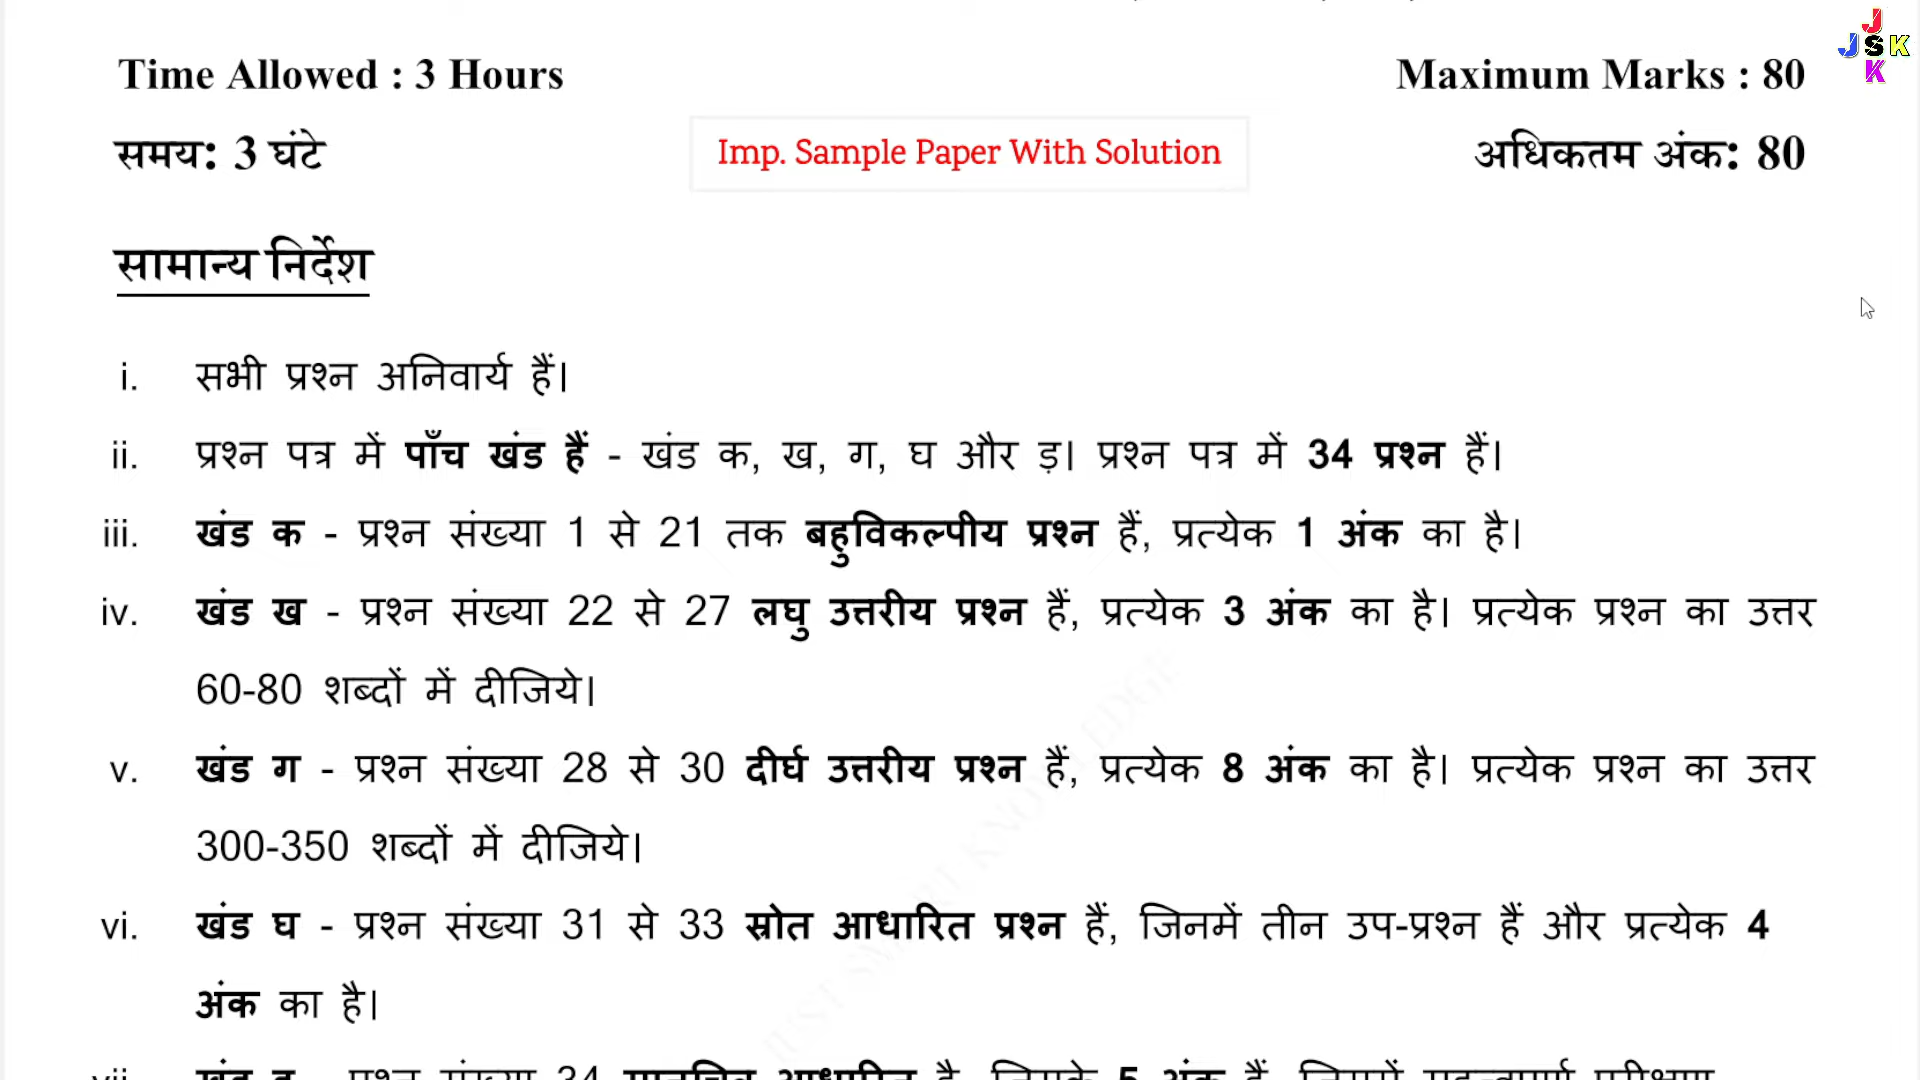 Time Allowed : 3 Hours
Maximum Marks : 80
समय: 3 घंटे
Imp. Sample Paper With Solution
अधिकतम अंक: 80
सामान्य निर्देश
i. सभी प्रश्न अनिवार्य हैं।
ii. प्रश्न पत्र में पाँच खंड हैं - खंड क, ख, ग, घ और ड़। प्रश्न पत्र में 34 प्रश्न हैं।
iii. खंड क - प्रश्न संख्या 1 से 21 तक बहुविकल्पीय प्रश्न हैं, प्रत्येक 1 अंक का है।
iv. खंड ख - प्रश्न संख्या 22 से 27 लघु उत्तरीय प्रश्न हैं, प्रत्येक 3 अंक का है। प्रत्येक प्रश्न का उत्तर
60-80 शब्दों में दीजिये।
v. खंड ग - प्रश्न संख्या 28 से 30 दीर्घ उत्तरीय प्रश्न हैं, प्रत्येक 8 अंक का है। प्रत्येक प्रश्न का उत्तर
300-350 शब्दों में दीजिये।
vi. खंड घ - प्रश्न संख्या 31 से 33 स्रोत आधारित प्रश्न हैं, जिनमें तीन उप-प्रश्न हैं और प्रत्येक 4
अंक का है।
J
J S K
K
JUST SMART KNOWLEDGE